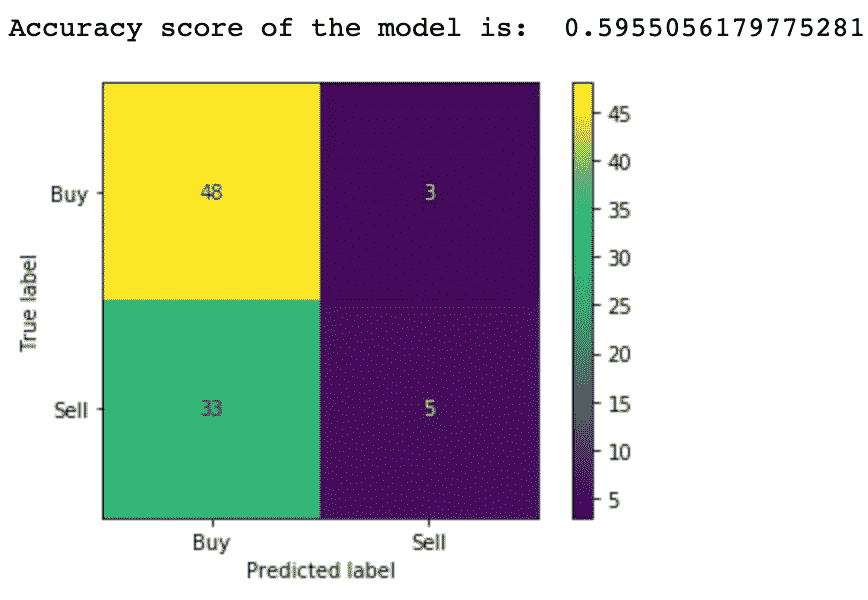 Accuracy score of the model is: 0.5955056179775281
45
40
35
30
25
20
15
10
5
Buy
48
3
Sell
33
5
Buy
Sell
True label
Predicted label